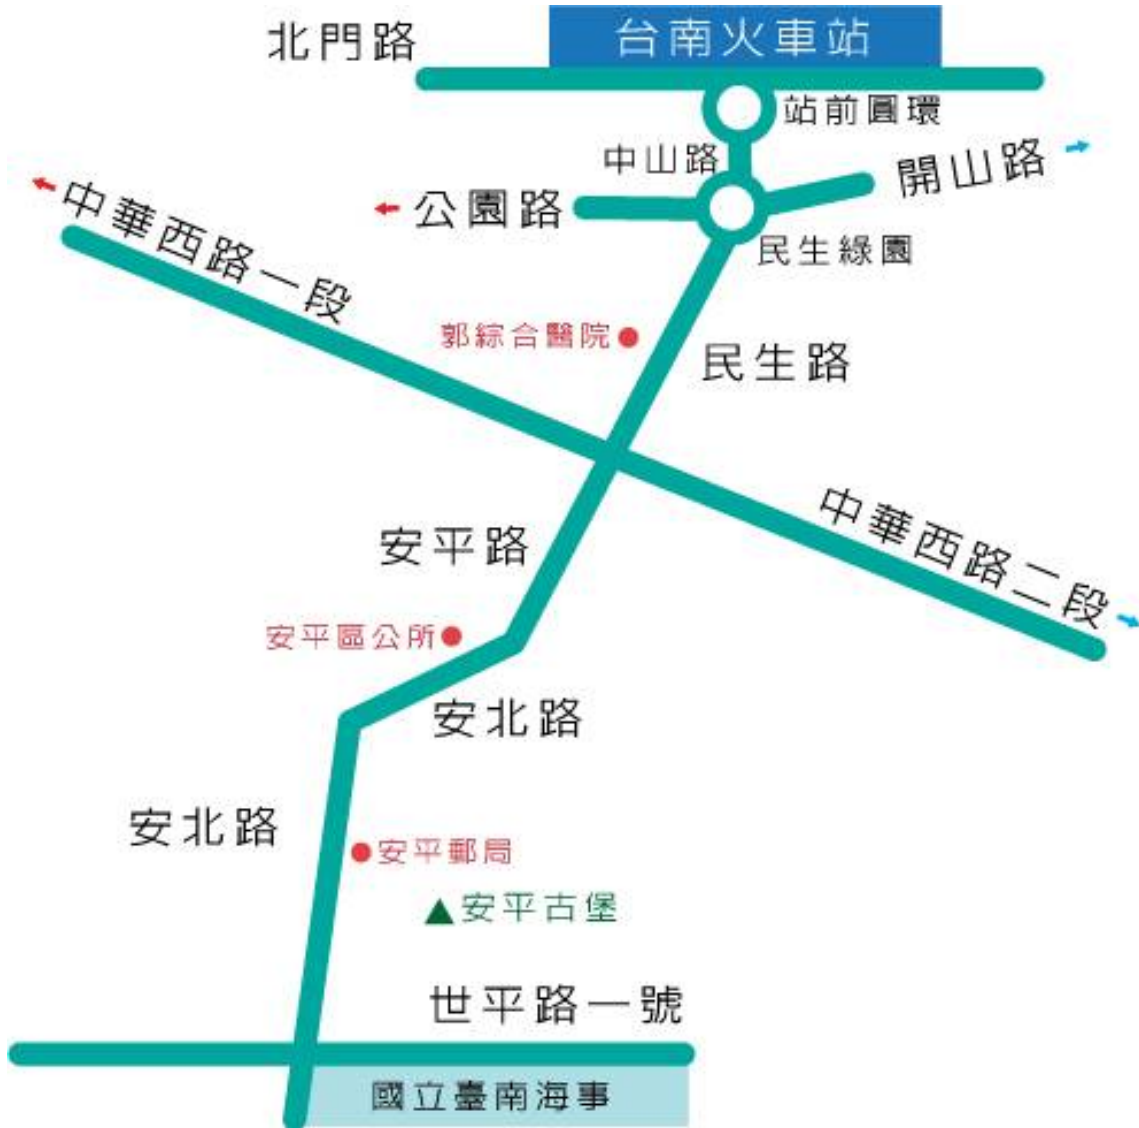 台南火車站
北門路
站前圓環
中山路
開山路
公園路
中華西路一段
民生綠園
郭綜合醫院
民生路
中華西路二段
安平路
安平區公所
安北路
安北路
安平郵局
安平古堡
世平路一號
國立臺南海事